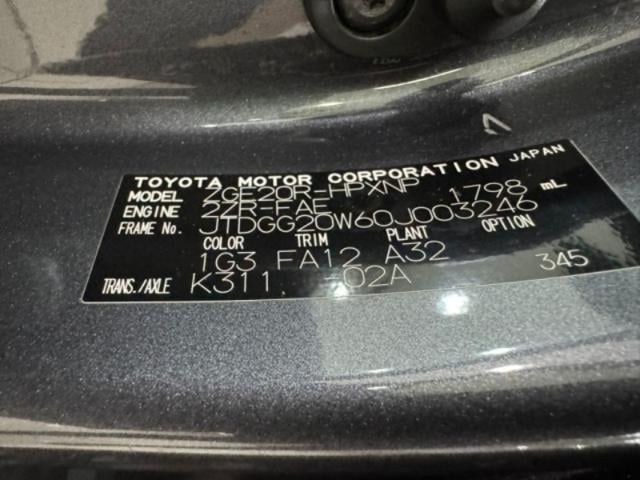 TOYOTA MOTOR CORPORATION JAPAN
MODEL ZGE20R-HPXNP
ENGINE 2ZR-FAE 1798 mL
FRAME No. JTDGG20W60J003246
COLOR TRIM PLANT OPTION
1G3 FA12 A32
TRANS./AXLE K311 -02A 345